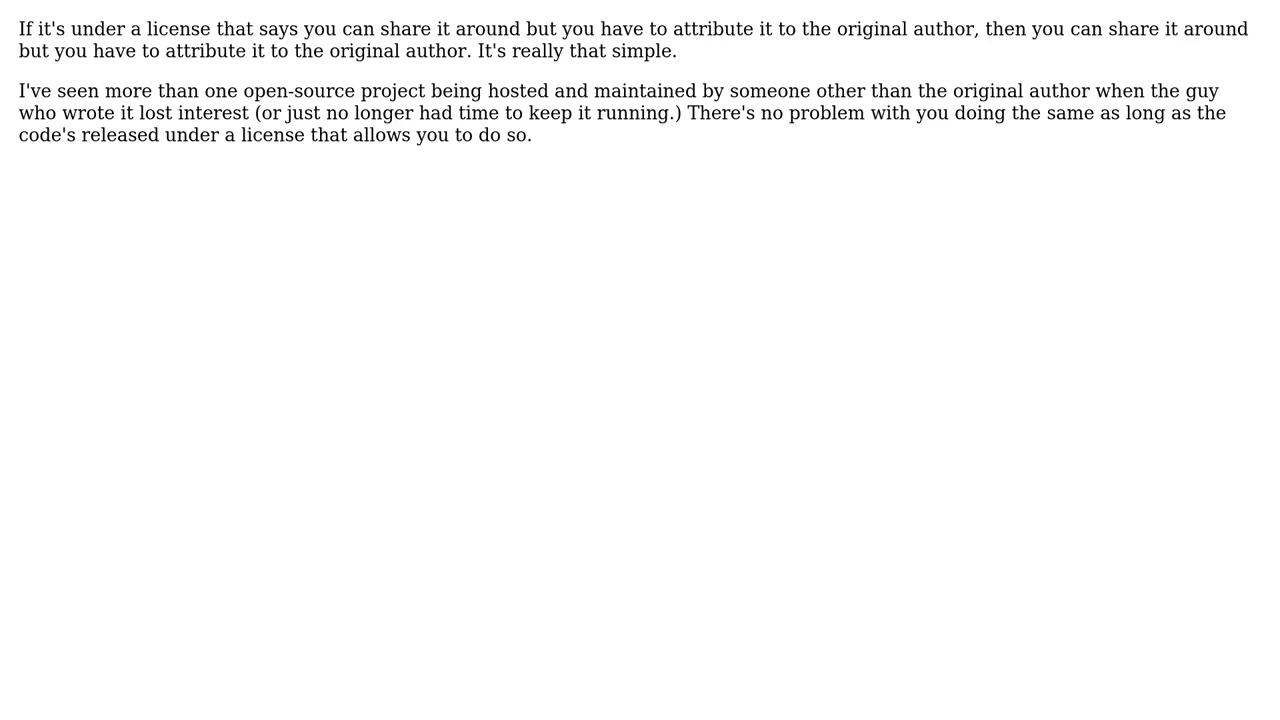 If it's under a license that says you can share it around but you have to attribute it to the original author, then you can share it around
but you have to attribute it to the original author. It's really that simple.
I've seen more than one open-source project being hosted and maintained by someone other than the original author when the guy
who wrote it lost interest (or just no longer had time to keep it running.) There's no problem with you doing the same as long as the
code's released under a license that allows you to do so.